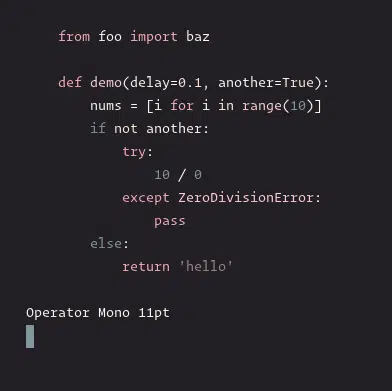 from foo import baz
def demo(delay=0.1, another=True):
nums = [i for i in range(10)]
if not another:
try:
10 / 0
except ZeroDivisionError:
pass
else:
return 'hello'
Operator Mono 11pt